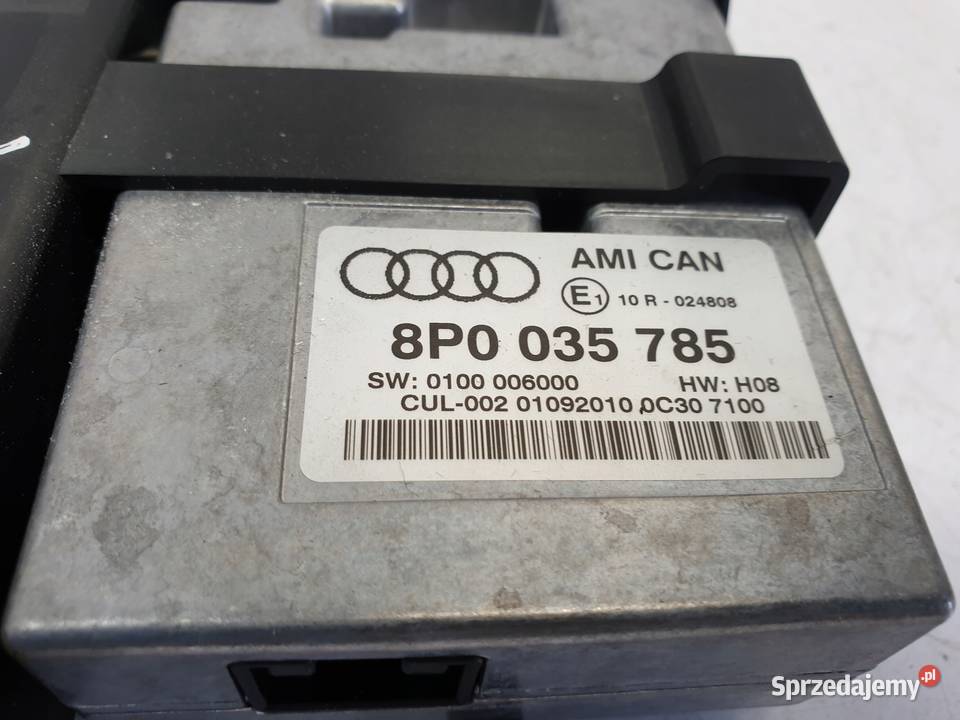 AMI CAN
E1 10 R - 024808
8P0 035 785
SW: 0100 006000 HW: H08
CUL-002 01092010 0C30 7100
Sprzedajemy.pl